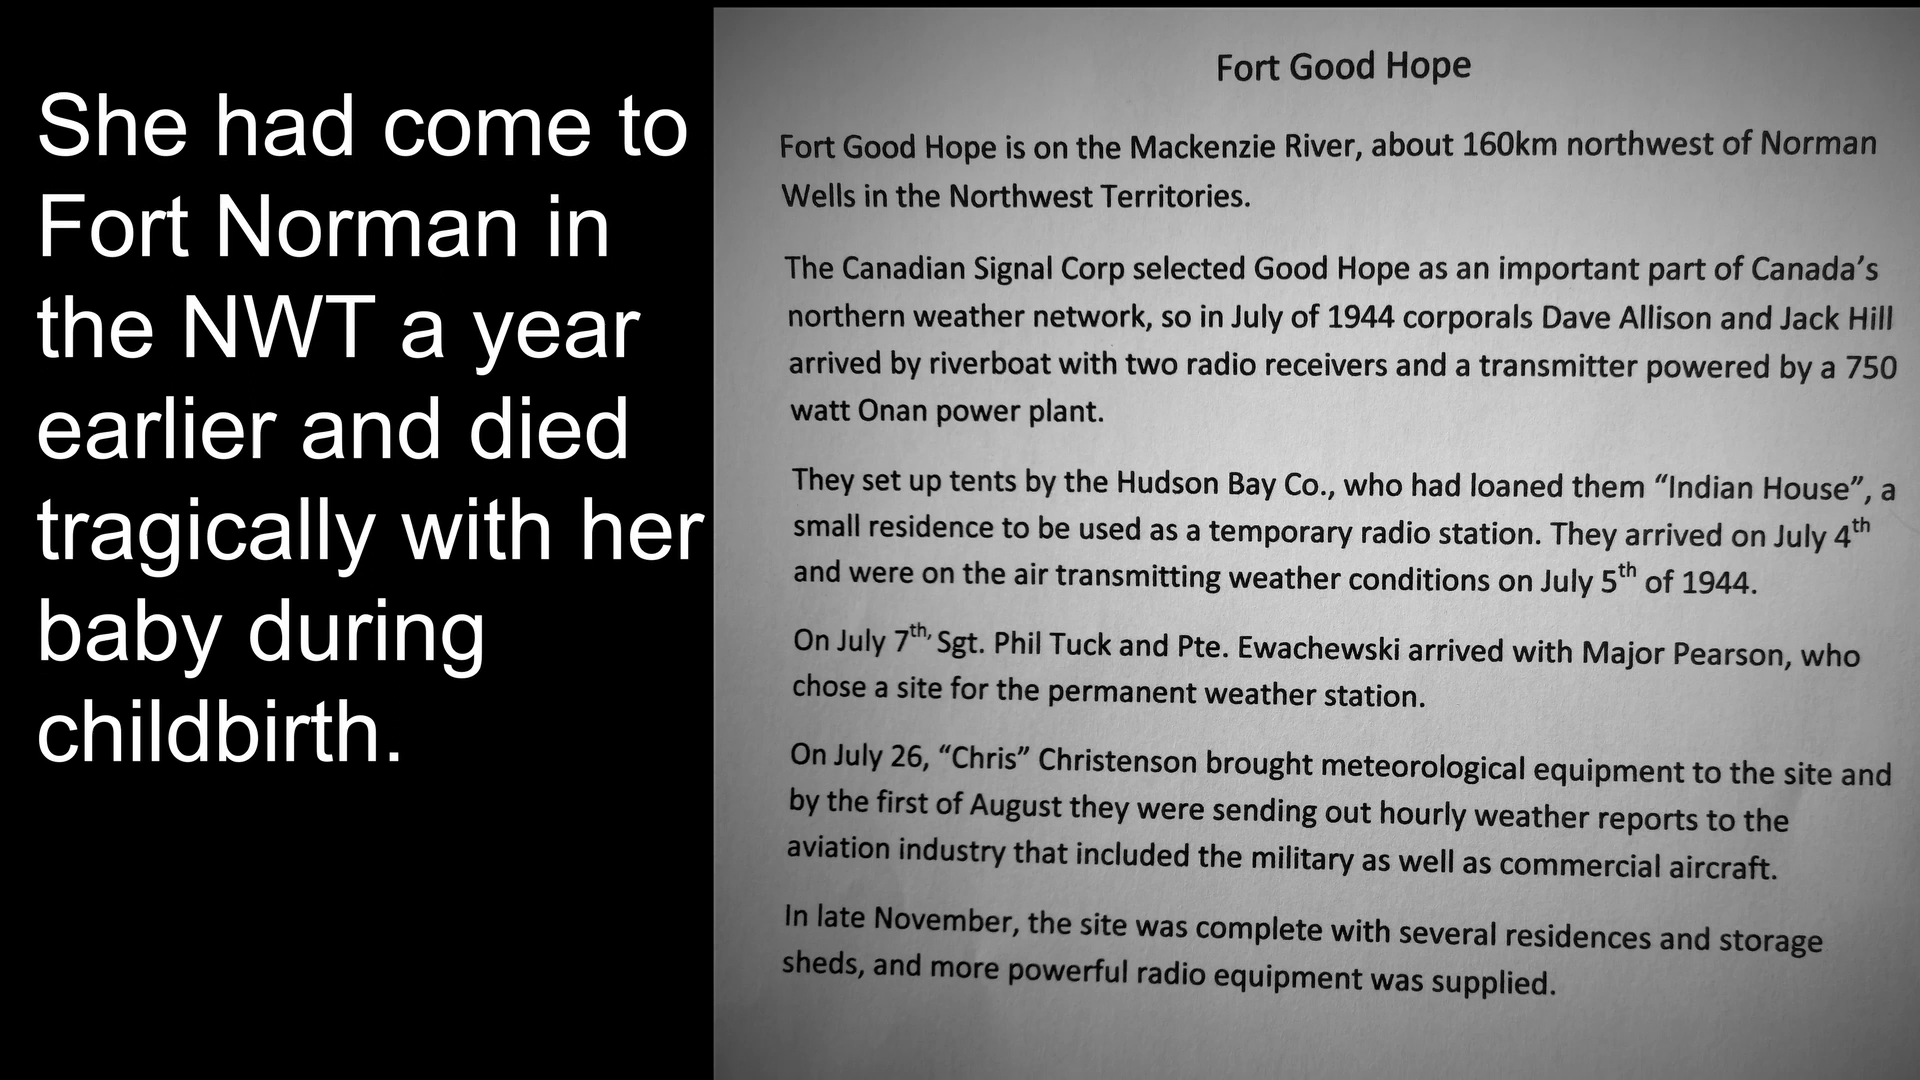 She had come to
Fort Norman in
the NWT a year
earlier and died
tragically with her
baby during
childbirth.
Fort Good Hope
Fort Good Hope is on the Mackenzie River, about 160km northwest of Norman
Wells in the Northwest Territories.
The Canadian Signal Corp selected Good Hope as an important part of Canada's
northern weather network, so in July of 1944 corporals Dave Allison and Jack Hill
arrived by riverboat with two radio receivers and a transmitter powered by a 750
watt Onan power plant.
They set up tents by the Hudson Bay Co., who had loaned them “Indian House”, a
small residence to be used as a temporary radio station. They arrived on July 4th
and were on the air transmitting weather conditions on July 5th of 1944.
On July 7th, Sgt. Phil Tuck and Pte. Ewachewski arrived with Major Pearson, who
chose a site for the permanent weather station.
On July 26, “Chris” Christenson brought meteorological equipment to the site and
by the first of August they were sending out hourly weather reports to the
aviation industry that included the military as well as commercial aircraft.
In late November, the site was complete with several residences and storage
sheds, and more powerful radio equipment was supplied.